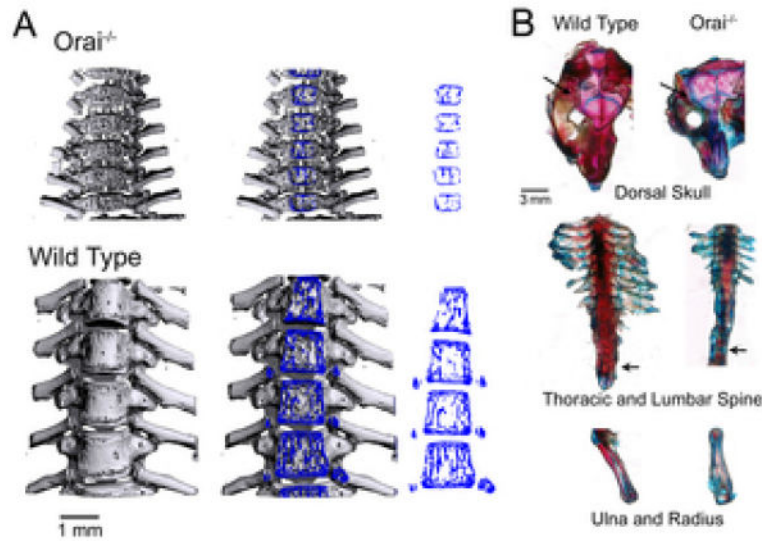 A
Orai-/-
Wild Type
1 mm
B
Wild Type
Orai-/-
3 mm
Dorsal Skull
Thoracic and Lumbar Spine
Ulna and Radius